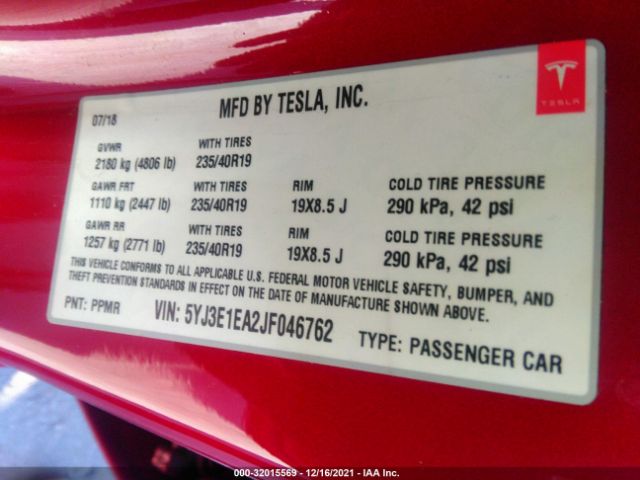 MFD BY TESLA, INC.
TESLA
07/18
GVWR WITH TIRES
2180 kg (4806 lb) 235/40R19
GAWR FRT WITH TIRES RIM COLD TIRE PRESSURE
1110 kg (2447 lb) 235/40R19 19X8.5 J 290 kPa, 42 psi
GAWR RR WITH TIRES RIM COLD TIRE PRESSURE
1257 kg (2771 lb) 235/40R19 19X8.5 J 290 kPa, 42 psi
THIS VEHICLE CONFORMS TO ALL APPLICABLE U.S. FEDERAL MOTOR VEHICLE SAFETY, BUMPER, AND
THEFT PREVENTION STANDARDS IN EFFECT ON THE DATE OF MANUFACTURE SHOWN ABOVE.
PNT: PPMR VIN: 5YJ3E1EA2JF046762 TYPE: PASSENGER CAR
000-32015569 - 12/16/2021 - IAA Inc.